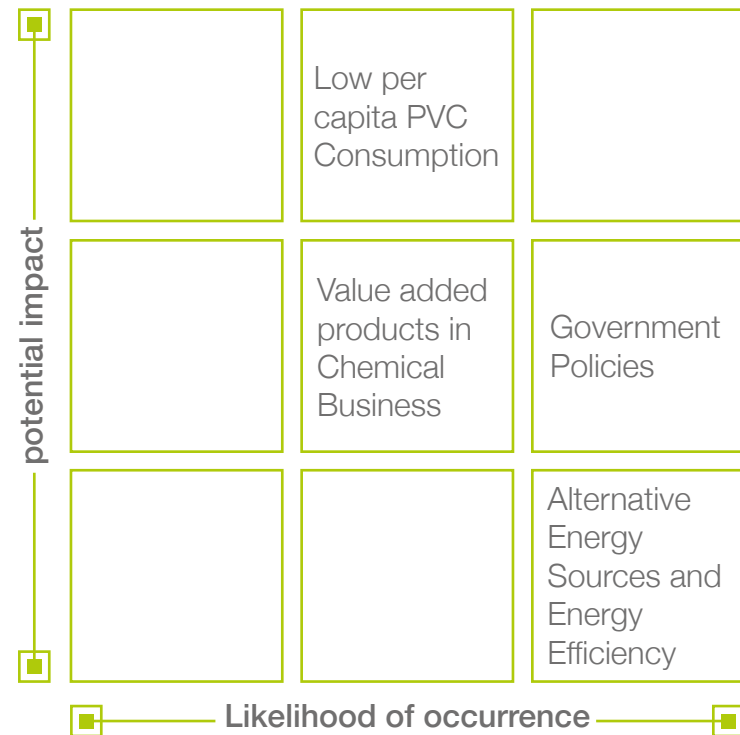 Low per
capita PVC
Consumption
potential impact
Value added
products in
Chemical
Business
Government
Policies
Alternative
Energy
Sources and
Energy
Efficiency
Likelihood of occurrence